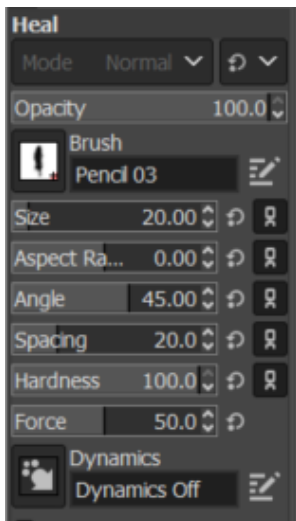 Heal
Mode Normal
Opacity 100.0
Brush
Pencil 03
Size 20.00
Aspect Ra... 0.00
Angle 45.00
Spacing 20.0
Hardness 100.0
Force 50.0
Dynamics
Dynamics Off